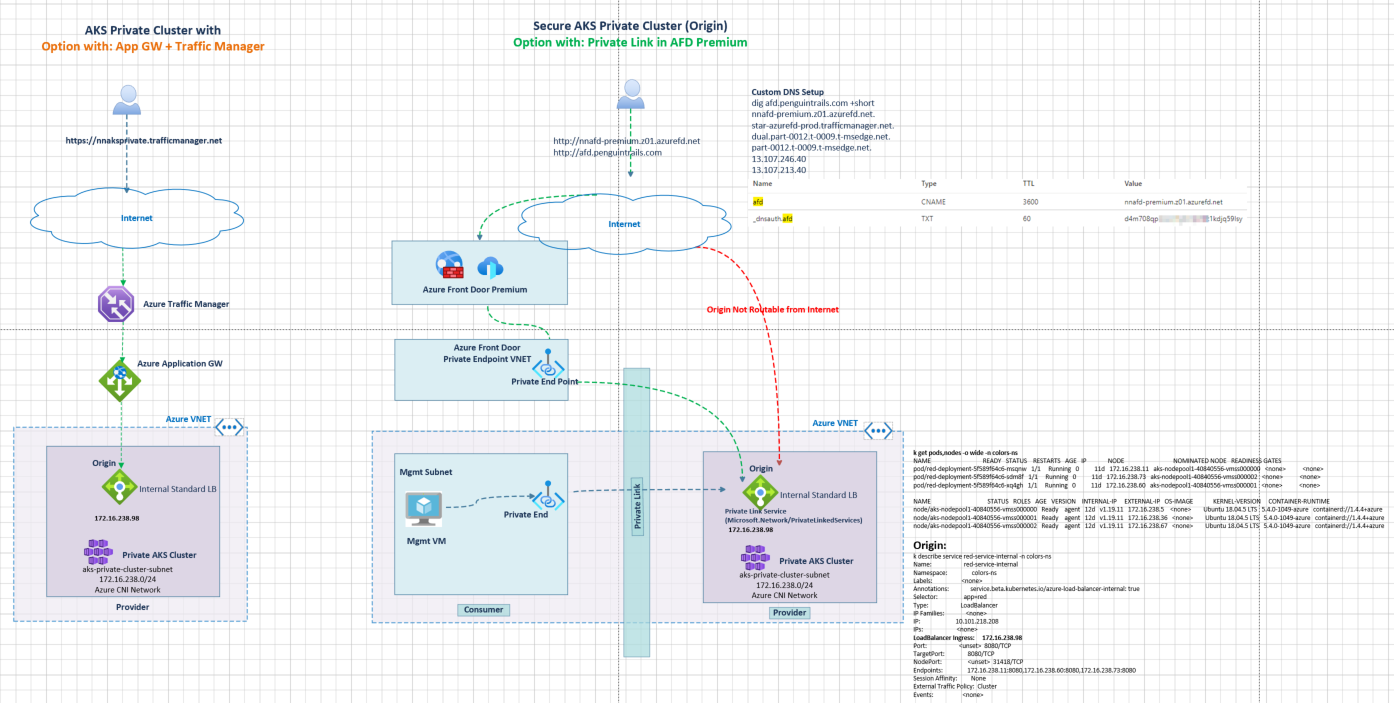 AKS Private Cluster with
Option with: App GW + Traffic Manager
https://nnaksprivate.trafficmanager.net
Internet
Azure Traffic Manager
Azure Application GW
Azure VNET
Origin
Internal Standard LB
172.16.238.98
Private AKS Cluster
aks-private-cluster-subnet
172.16.238.0/24
Azure CNI Network
Provider
Secure AKS Private Cluster (Origin)
Option with: Private Link in AFD Premium
http://nnafd-premium.z01.azurefd.net
http://afd.penguintrails.com
Internet
Azure Front Door Premium
Origin Not Routable from Internet
Azure Front Door
Private Endpoint VNET
Private End Point
Azure VNET
Mgmt Subnet
Private End
Mgmt VM
Consumer
Private Link
Origin
Internal Standard LB
Private Link Service
(Microsoft.Network/PrivateLinkedServices)
172.16.238.98
Private AKS Cluster
aks-private-cluster-subnet
172.16.238.0/24
Azure CNI Network
Provider
Custom DNS Setup
dig afd.penguintrails.com +short
nnafd-premium.z01.azurefd.net.
star-azurefd-prod.trafficmanager.net.
dual.part-0012.t-0009.t-msedge.net.
part-0012.t-0009.t-msedge.net.
13.107.246.40
13.107.213.40
Name Type TTL Value
afd CNAME 3600 nnafd-premium.z01.azurefd.net
_dnsauth.afd TXT 60 d4m708qp 1kdjq59lsy
k get pods,nodes -o wide -n colors-ns
NAME READY STATUS RESTARTS AGE IP NODE NOMINATED NODE READINESS GATES
pod/red-deployment-5f589f64c6-msqnw 1/1 Running 0 11d 172.16.238.11 aks-nodepool1-40840556-vmss000000 <none> <none>
pod/red-deployment-5f589f64c6-sdm8f 1/1 Running 0 11d 172.16.238.73 aks-nodepool1-40840556-vmss000002 <none> <none>
pod/red-deployment-5f589f64c6-xq4gh 1/1 Running 0 11d 172.16.238.60 aks-nodepool1-40840556-vmss000001 <none> <none>
NAME STATUS ROLES AGE VERSION INTERNAL-IP EXTERNAL-IP OS-IMAGE KERNEL-VERSION CONTAINER-RUNTIME
node/aks-nodepool1-40840556-vmss000000 Ready agent 12d v1.19.11 172.16.238.5 <none> Ubuntu 18.04.5 LTS 5.4.0-1049-azure containerd://1.4.4+azure
node/aks-nodepool1-40840556-vmss000001 Ready agent 12d v1.19.11 172.16.238.36 <none> Ubuntu 18.04.5 LTS 5.4.0-1049-azure containerd://1.4.4+azure
node/aks-nodepool1-40840556-vmss000002 Ready agent 12d v1.19.11 172.16.238.67 <none> Ubuntu 18.04.5 LTS 5.4.0-1049-azure containerd://1.4.4+azure
Origin:
k describe service red-service-internal -n colors-ns
Name: red-service-internal
Namespace: colors-ns
Labels: <none>
Annotations: service.beta.kubernetes.io/azure-load-balancer-internal: true
Selector: app=red
Type: LoadBalancer
IP Families: <none>
IP: 10.101.218.208
IPs: <none>
LoadBalancer Ingress: 172.16.238.98
Port: <unset> 8080/TCP
TargetPort: 8080/TCP
NodePort: <unset> 31418/TCP
Endpoints: 172.16.238.11:8080,172.16.238.60:8080,172.16.238.73:8080
Session Affinity: None
External Traffic Policy: Cluster
Events: <none>